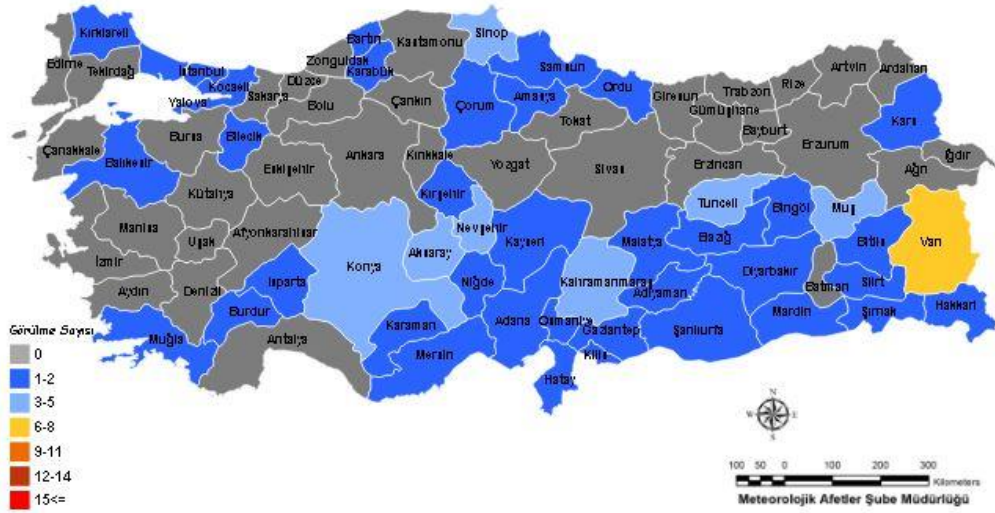 Kırklareli
Edirne
Tekirdağ
İstanbul
Kocaeli
Yalova
Sakarya
Düzce
Zonguldak
Bartın
Karabük
Kastamonu
Sinop
Samsun
Ordu
Giresun
Trabzon
Rize
Artvin
Ardahan
Gümüşhane
Bayburt
Bolu
Çankırı
Çorum
Amasya
Tokat
Kars
Iğdır
Ağrı
Erzurum
Erzincan
Sivas
Yozgat
Kırıkkale
Ankara
Eskişehir
Bilecik
Bursa
Çanakkale
Balıkesir
Kütahya
Manisa
Uşak
Afyonkarahisar
Kırşehir
Nevşehir
Kayseri
Malatya
Elazığ
Tunceli
Bingöl
Muş
Bitlis
Van
İzmir
Aydın
Denizli
Isparta
Konya
Aksaray
Niğde
Kahramanmaraş
Adıyaman
Diyarbakır
Batman
Siirt
Hakkari
Şırnak
Mardin
Şanlıurfa
Gaziantep
Kilis
Osmaniye
Adana
Hatay
Mersin
Karaman
Antalya
Burdur
Muğla
Görülme Sayısı
0
1-2
3-5
6-8
9-11
12-14
15<=
N
W
E
S
100 50 0 100 200 300
Kilometers
Meteorolojik Afetler Şube Müdürlüğü